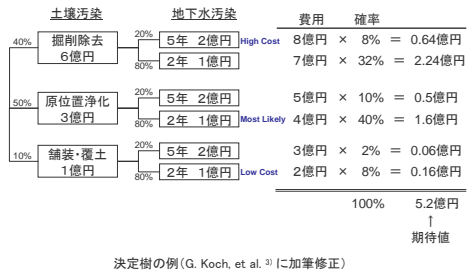 土壌汚染 地下水汚染 費用 確率
40% 掘削除去 6億円 20% 5年 2億円 High Cost 8億円 × 8% = 0.64億円
80% 2年 1億円 7億円 × 32% = 2.24億円
50% 原位置浄化 3億円 20% 5年 2億円 5億円 × 10% = 0.5億円
80% 2年 1億円 Most Likely 4億円 × 40% = 1.6億円
10% 舗装・覆土 1億円 20% 5年 2億円 3億円 × 2% = 0.06億円
80% 2年 1億円 Low Cost 2億円 × 8% = 0.16億円
100% 5.2億円
↑
期待値
決定樹の例(G. Koch, et al. 3) に加筆修正)